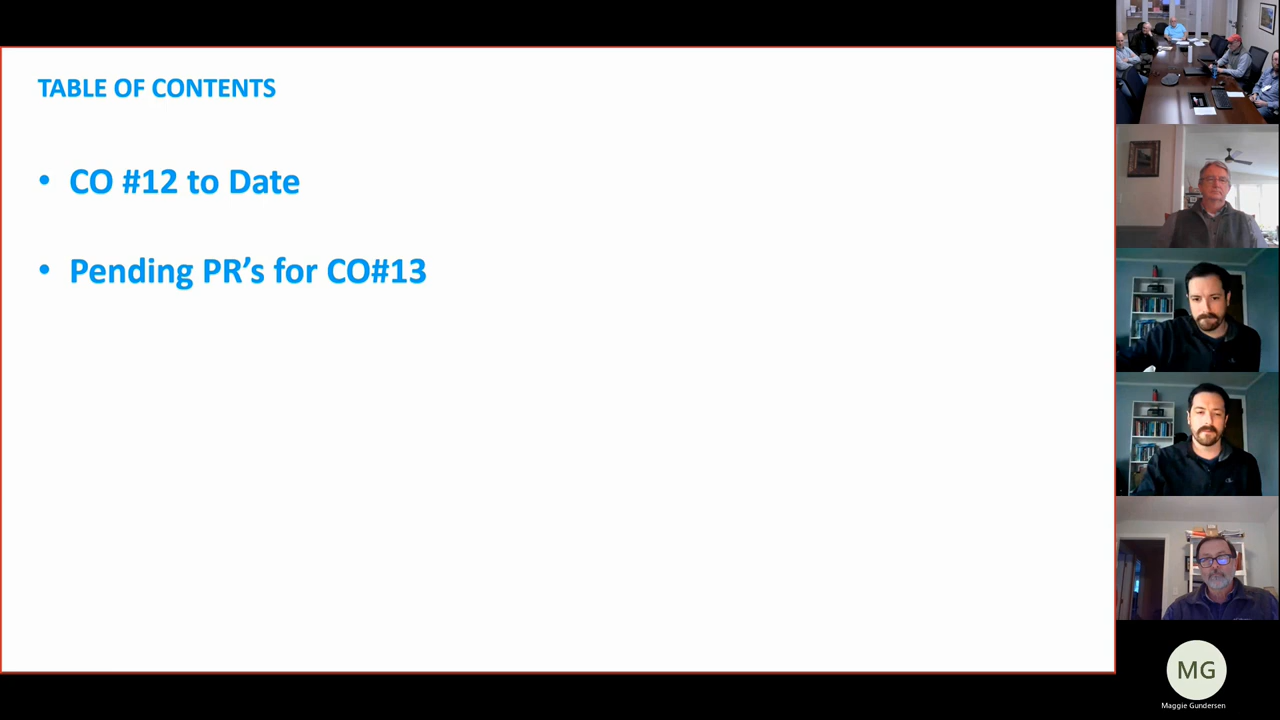 TABLE OF CONTENTS
• CO #12 to Date
• Pending PR’s for CO#13
MG
Maggie Gundersen